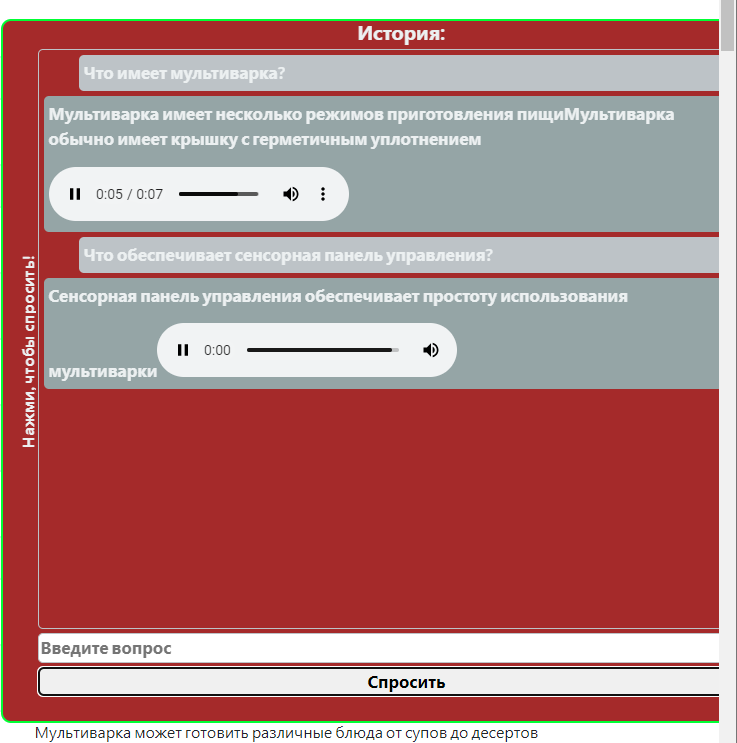 История:
Что имеет мультиварка?
Мультиварка имеет несколько режимов приготовления пищиМультиварка
обычно имеет крышку с герметичным уплотнением
0:05 / 0:07
Что обеспечивает сенсорная панель управления?
Сенсорная панель управления обеспечивает простоту использования
мультиварки 0:00
Нажми, чтобы спросить!
Введите вопрос
Спросить
Мультиварка может готовить различные блюда от супов до десертов